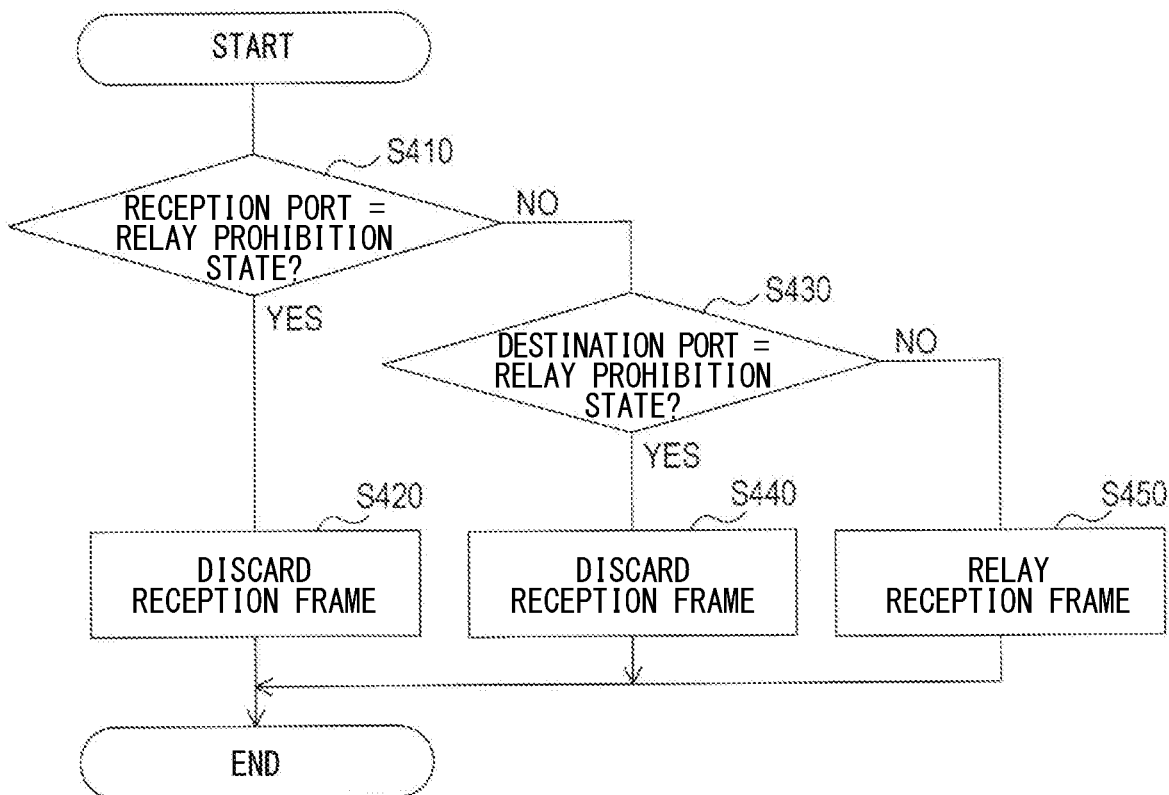 START
S410
RECEPTION PORT =
RELAY PROHIBITION
STATE?
NO
YES
S430
DESTINATION PORT =
RELAY PROHIBITION
STATE?
NO
YES
S420
DISCARD
RECEPTION FRAME
S440
DISCARD
RECEPTION FRAME
S450
RELAY
RECEPTION FRAME
END